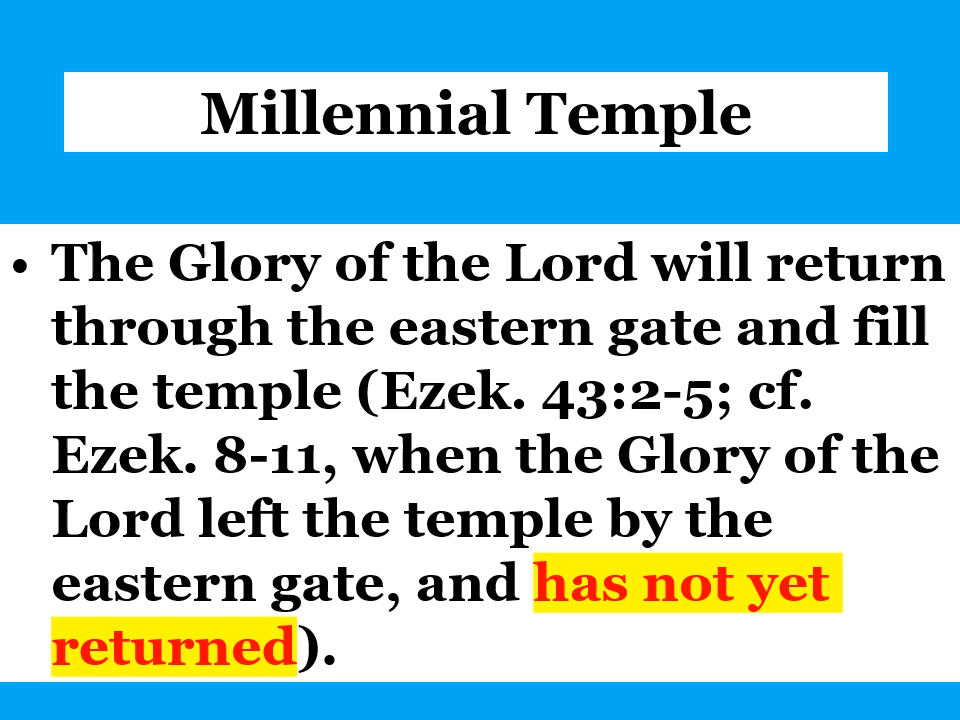 Millennial Temple
• The Glory of the Lord will return
through the eastern gate and fill
the temple (Ezek. 43:2-5; cf.
Ezek. 8-11, when the Glory of the
Lord left the temple by the
eastern gate, and has not yet
returned).